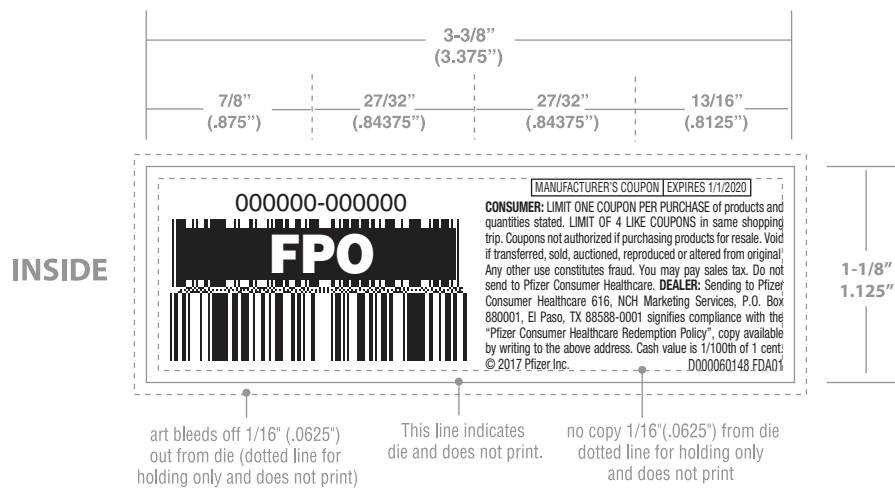 3-3/8”
(3.375”)
7/8” 27/32” 27/32” 13/16”
(.875”) (.84375”) (.84375”) (.8125”)
000000-000000
FPO
MANUFACTURER'S COUPON EXPIRES 1/1/2020
CONSUMER: LIMIT ONE COUPON PER PURCHASE of products and
quantities stated. LIMIT OF 4 LIKE COUPONS in same shopping
trip. Coupons not authorized if purchasing products for resale. Void
if transferred, sold, auctioned, reproduced or altered from original.
Any other use constitutes fraud. You may pay sales tax. Do not
send to Pfizer Consumer Healthcare. DEALER: Sending to Pfizer
Consumer Healthcare 616, NCH Marketing Services, P.O. Box
880001, El Paso, TX 88588-0001 signifies compliance with the
“Pfizer Consumer Healthcare Redemption Policy”, copy available
by writing to the above address. Cash value is 1/100th of 1 cent.
© 2017 Pfizer Inc. D000060148 FDA01
INSIDE
1-1/8”
1.125”
art bleeds off 1/16" (.0625")
out from die (dotted line for
holding only and does not print)
This line indicates
die and does not print.
no copy 1/16"(.0625") from die
dotted line for holding only
and does not print